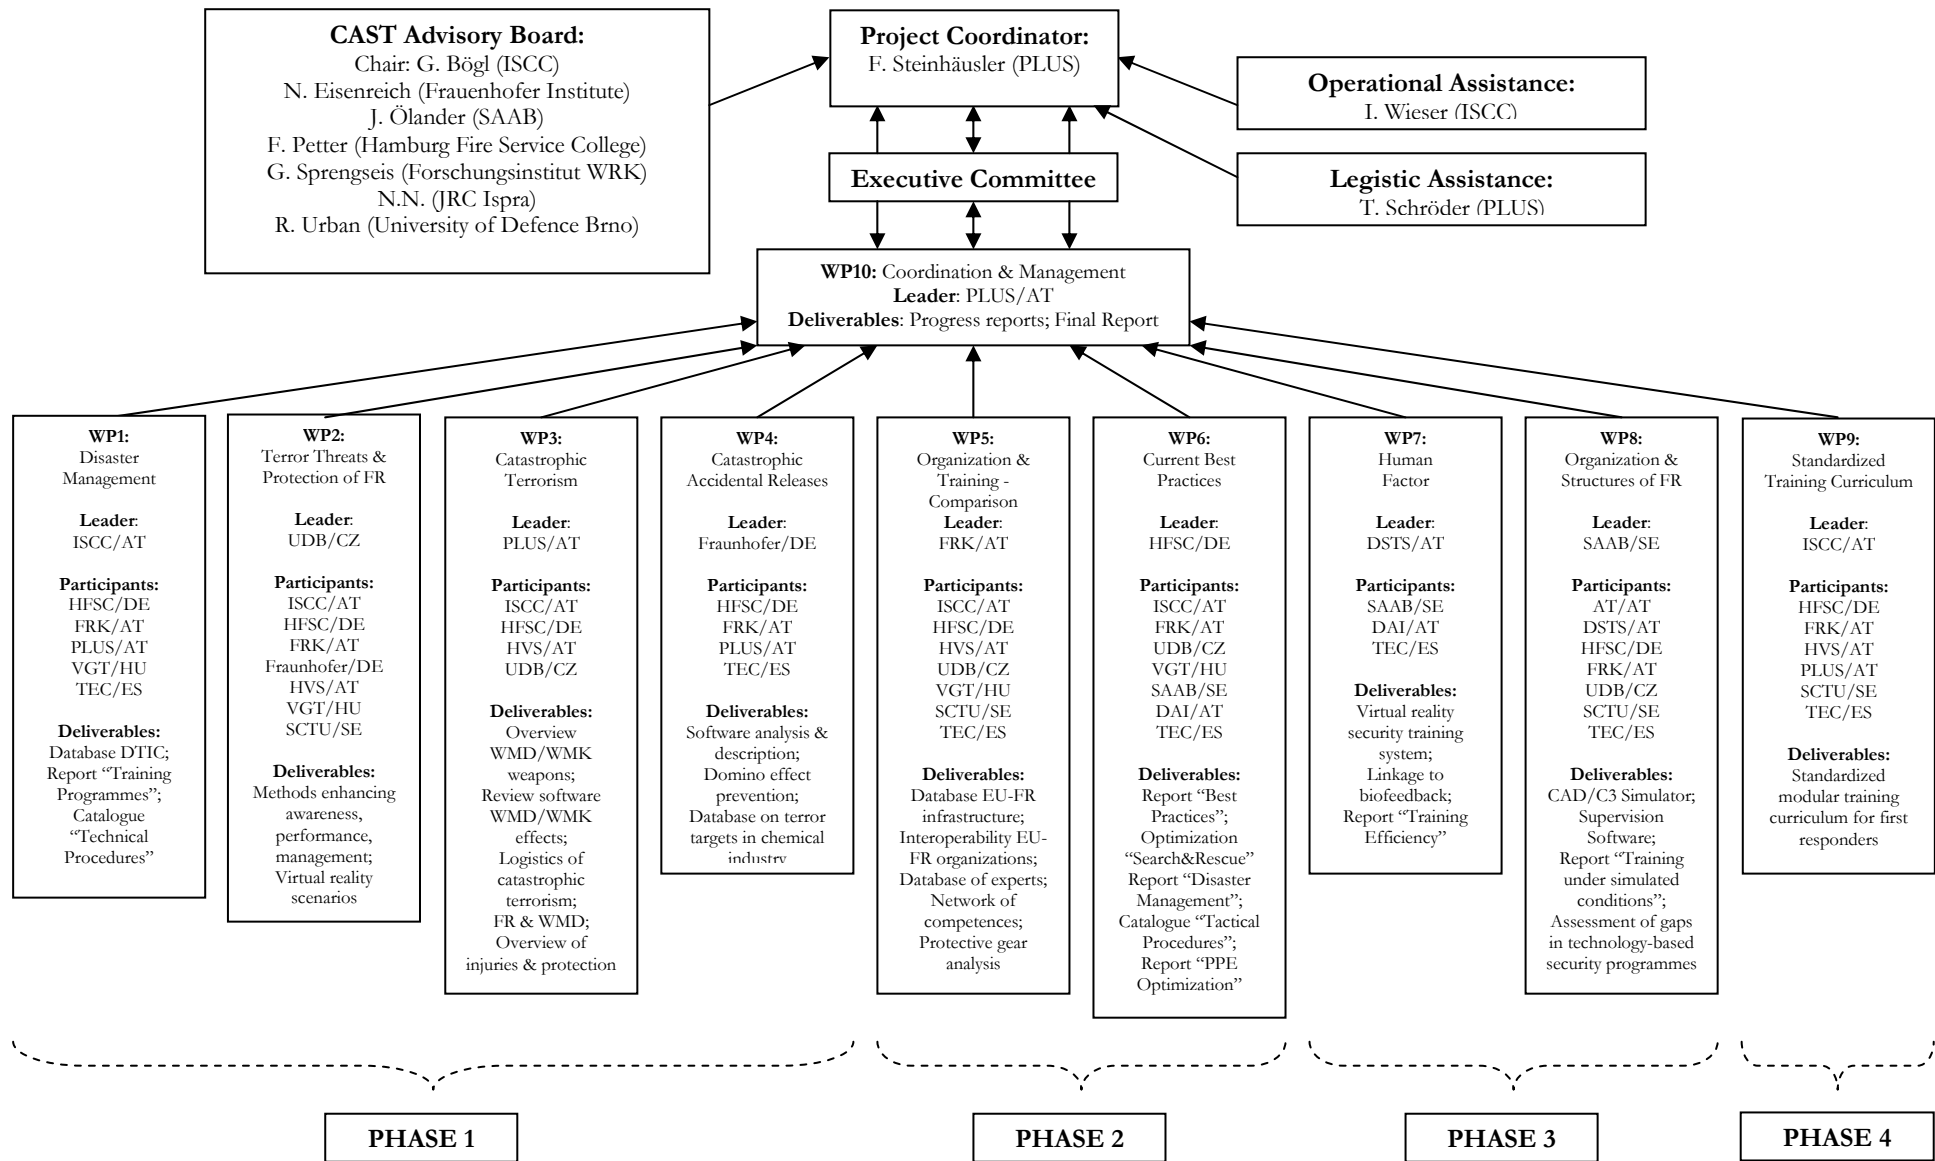 CAST Advisory Board:
Chair: G. Bögl (ISCC)
N. Eisenreich (Frauenhofer Institute)
J. Ölander (SAAB)
F. Petter (Hamburg Fire Service College)
G. Sprengseis (Forschungsinstitut WRK)
N.N. (JRC Ispra)
R. Urban (University of Defence Brno)
Project Coordinator:
F. Steinhäusler (PLUS)
Operational Assistance:
I. Wieser (ISCC)
Executive Committee
Legistic Assistance:
T. Schröder (PLUS)
WP10: Coordination & Management
Leader: PLUS/AT
Deliverables: Progress reports; Final Report
WP1:
Disaster
Management
Leader:
ISCC/AT
Participants:
HFSC/DE
FRK/AT
PLUS/AT
VGT/HU
TEC/ES
Deliverables:
Database DTIC;
Report “Training
Programmes”;
Catalogue
“Technical
Procedures”
WP2:
Terror Threats &
Protection of FR
Leader:
UDB/CZ
Participants:
ISCC/AT
HFSC/DE
FRK/AT
Fraunhofer/DE
HVS/AT
VGT/HU
SCTU/SE
Deliverables:
Methods enhancing
awareness,
performance,
management;
Virtual reality
scenarios
WP3:
Catastrophic
Terrorism
Leader:
PLUS/AT
Participants:
ISCC/AT
HFSC/DE
HVS/AT
UDB/CZ
Deliverables:
Overview
WMD/WMK
weapons;
Review software
WMD/WMK
effects;
Logistics of
catastrophic
terrorism;
FR & WMD;
Overview of
injuries & protection
WP4:
Catastrophic
Accidental Releases
Leader:
Fraunhofer/DE
Participants:
HFSC/DE
FRK/AT
PLUS/AT
TEC/ES
Deliverables:
Software analysis &
description;
Domino effect
prevention;
Database on terror
targets in chemical
industry
WP5:
Organization &
Training -
Comparison
Leader:
FRK/AT
Participants:
ISCC/AT
HFSC/DE
HVS/AT
UDB/CZ
VGT/HU
SCTU/SE
TEC/ES
Deliverables:
Database EU-FR
infrastructure;
Interoperability EU-
FR organizations;
Database of experts;
Network of
competences;
Protective gear
analysis
WP6:
Current Best
Practices
Leader:
HFSC/DE
Participants:
ISCC/AT
FRK/AT
UDB/CZ
VGT/HU
SAAB/SE
DAI/AT
TEC/ES
Deliverables:
Report “Best
Practices”;
Optimization
“Search&Rescue”
Report “Disaster
Management”;
Catalogue “Tactical
Procedures”;
Report “PPE
Optimization”
WP7:
Human
Factor
Leader:
DSTS/AT
Participants:
SAAB/SE
DAI/AT
TEC/ES
Deliverables:
Virtual reality
security training
system;
Linkage to
biofeedback;
Report “Training
Efficiency”
WP8:
Organization &
Structures of FR
Leader:
SAAB/SE
Participants:
AT/AT
DSTS/AT
HFSC/DE
FRK/AT
UDB/CZ
SCTU/SE
TEC/ES
Deliverables:
CAD/C3 Simulator;
Supervision
Software;
Report “Training
under simulated
conditions”;
Assessment of gaps
in technology-based
security programmes
WP9:
Standardized
Training Curriculum
Leader:
ISCC/AT
Participants:
HFSC/DE
FRK/AT
HVS/AT
PLUS/AT
SCTU/SE
TEC/ES
Deliverables:
Standardized
modular training
curriculum for first
responders
PHASE 1
PHASE 2
PHASE 3
PHASE 4